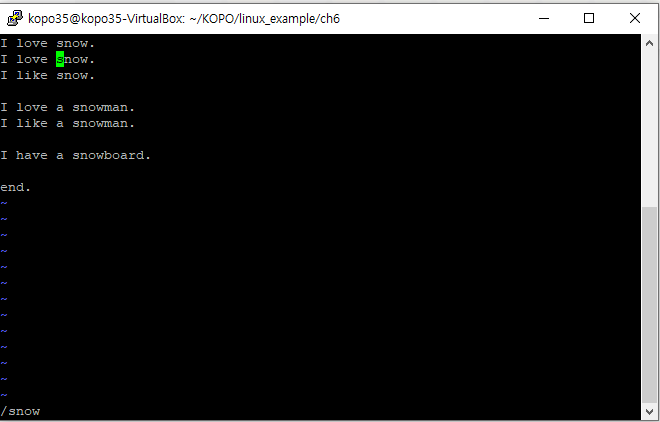 kopo35@kopo35-VirtualBox: ~/KOPO/linux_example/ch6
I love snow.
I love snow.
I like snow.
I love a snowman.
I like a snowman.
I have a snowboard.
end.
~
~
~
~
~
~
~
~
~
~
~
~
~
/snow